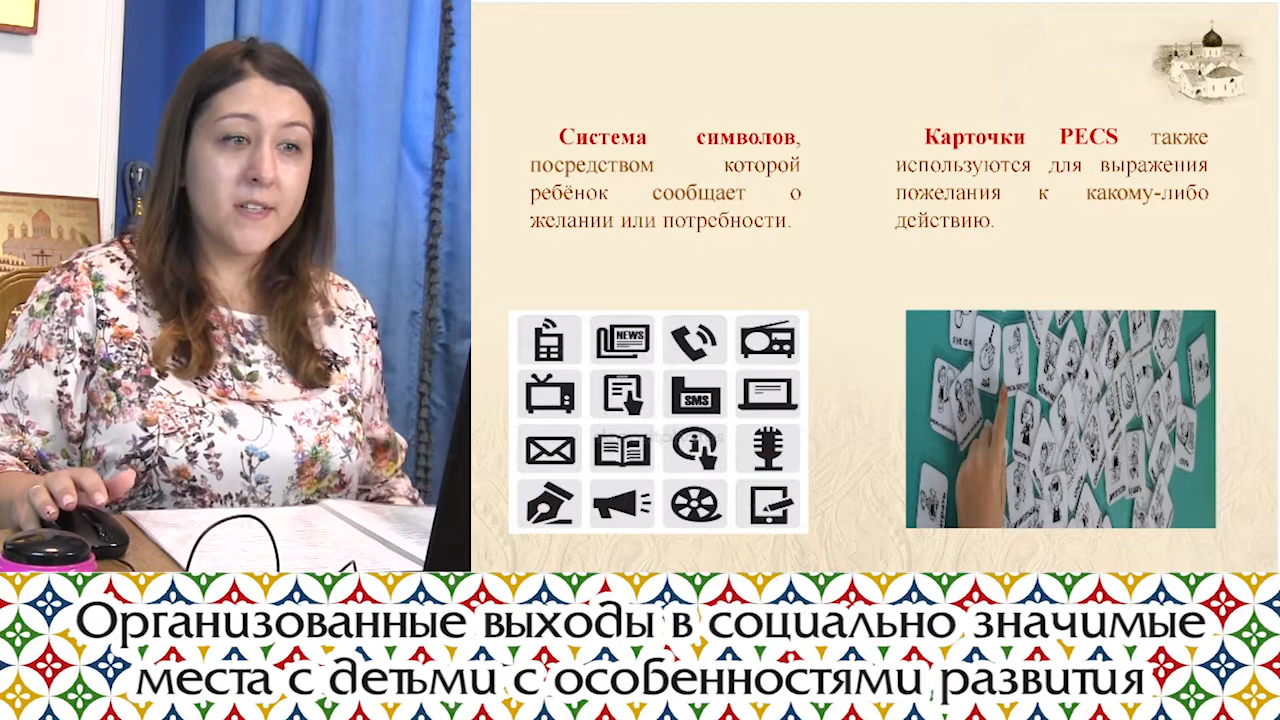 Система символов,
посредством которой
ребёнок сообщает о
желании или потребности.
Карточки PECS также
используются для выражения
пожелания к какому-либо
действию.
NEWS
SMS
Организованные выходы в социально значимые
места с детьми с особенностями развития